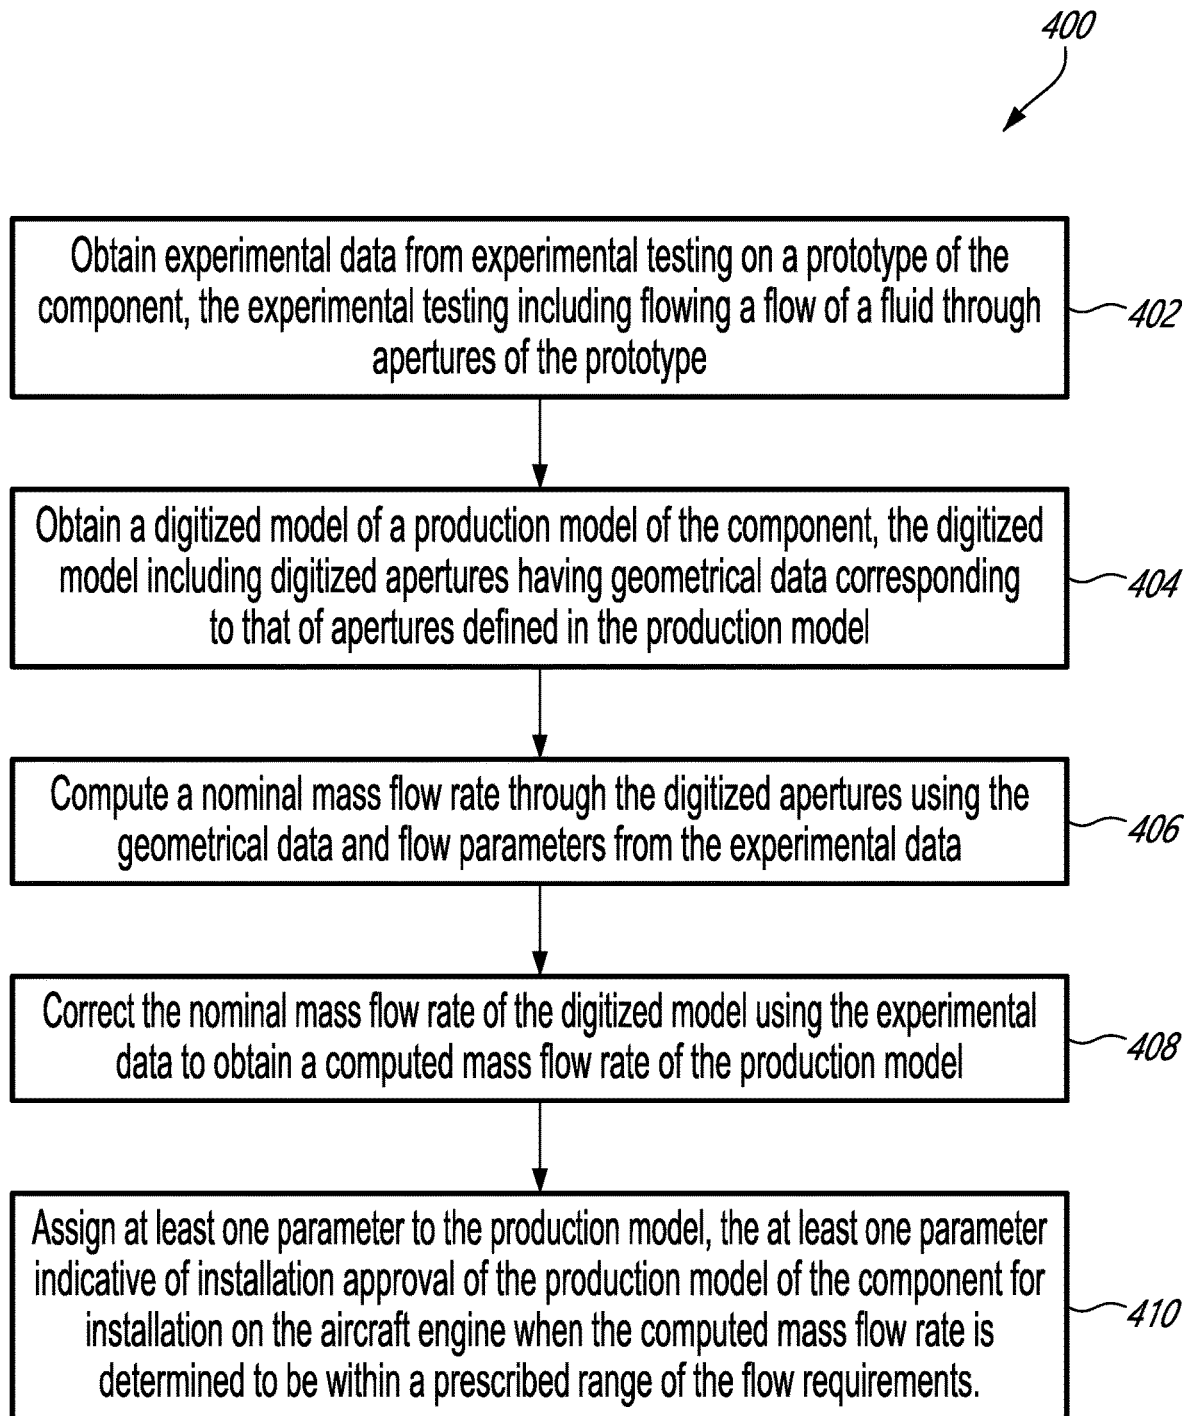 400
Obtain experimental data from experimental testing on a prototype of the
component, the experimental testing including flowing a flow of a fluid through
apertures of the prototype
402
Obtain a digitized model of a production model of the component, the digitized
model including digitized apertures having geometrical data corresponding
to that of apertures defined in the production model
404
Compute a nominal mass flow rate through the digitized apertures using the
geometrical data and flow parameters from the experimental data
406
Correct the nominal mass flow rate of the digitized model using the experimental
data to obtain a computed mass flow rate of the production model
408
Assign at least one parameter to the production model, the at least one parameter
indicative of installation approval of the production model of the component for
installation on the aircraft engine when the computed mass flow rate is
determined to be within a prescribed range of the flow requirements.
410